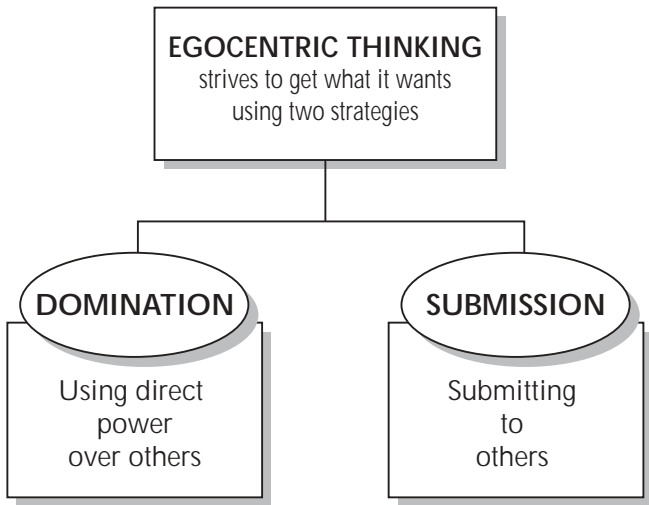 EGOCENTRIC THINKING
strives to get what it wants
using two strategies
DOMINATION
Using direct
power
over others
SUBMISSION
Submitting
to
others